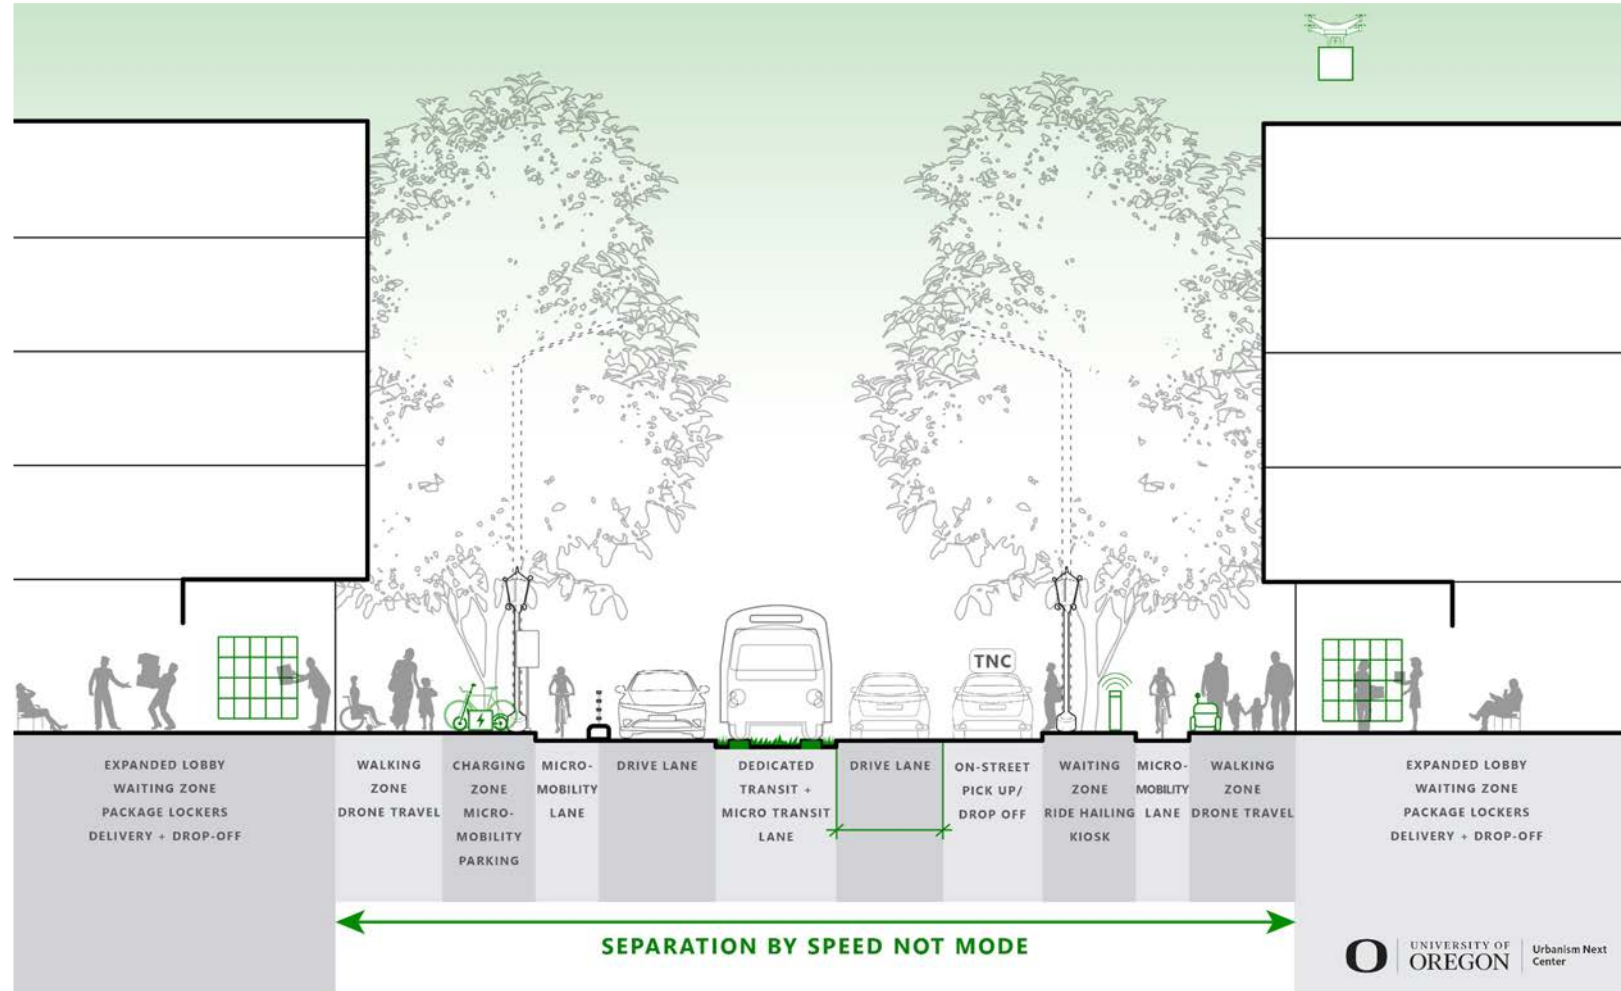 TNC
EXPANDED LOBBY
WAITING ZONE
PACKAGE LOCKERS
DELIVERY + DROP-OFF
WALKING
ZONE
DRONE TRAVEL
CHARGING
ZONE
MICRO-
MOBILITY
PARKING
MICRO-
MOBILITY
LANE
DRIVE LANE
DEDICATED
TRANSIT +
MICRO TRANSIT
LANE
DRIVE LANE
ON-STREET
PICK UP/
DROP OFF
WAITING
ZONE
RIDE HAILING
KIOSK
MICRO-
MOBILITY
LANE
WALKING
ZONE
DRONE TRAVEL
EXPANDED LOBBY
WAITING ZONE
PACKAGE LOCKERS
DELIVERY + DROP-OFF
SEPARATION BY SPEED NOT MODE
O
UNIVERSITY OF
OREGON
Urbanism Next
Center